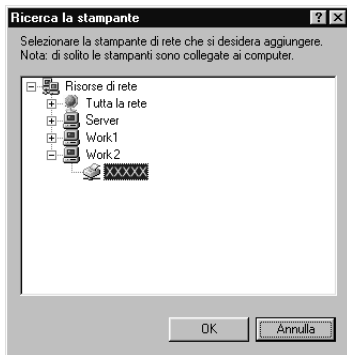 Ricerca la stampante
Selezionare la stampante di rete che si desidera aggiungere.
Nota: di solito le stampanti sono collegate ai computer.
Risorse di rete
Tutta la rete
Server
Work1
Work2
XXXXX
OK
Annulla